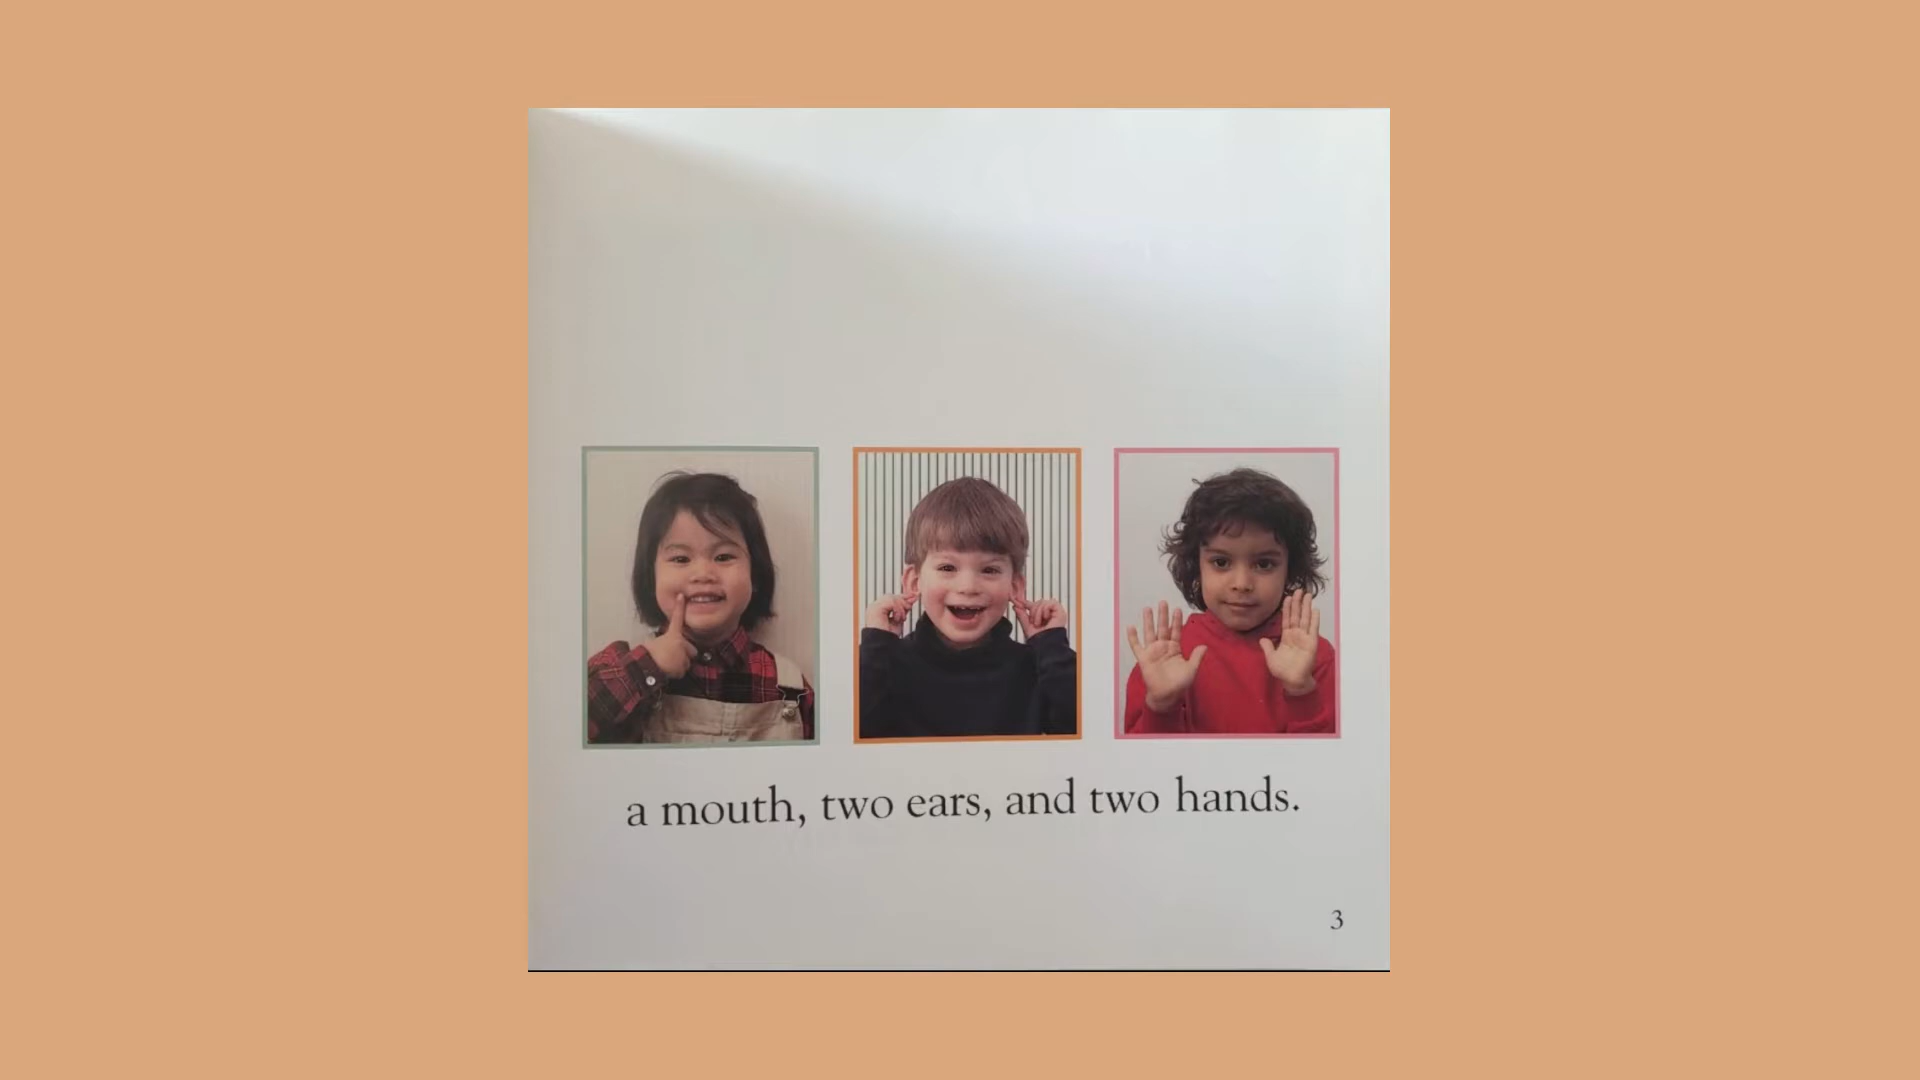 a mouth, two ears, and two hands.
3